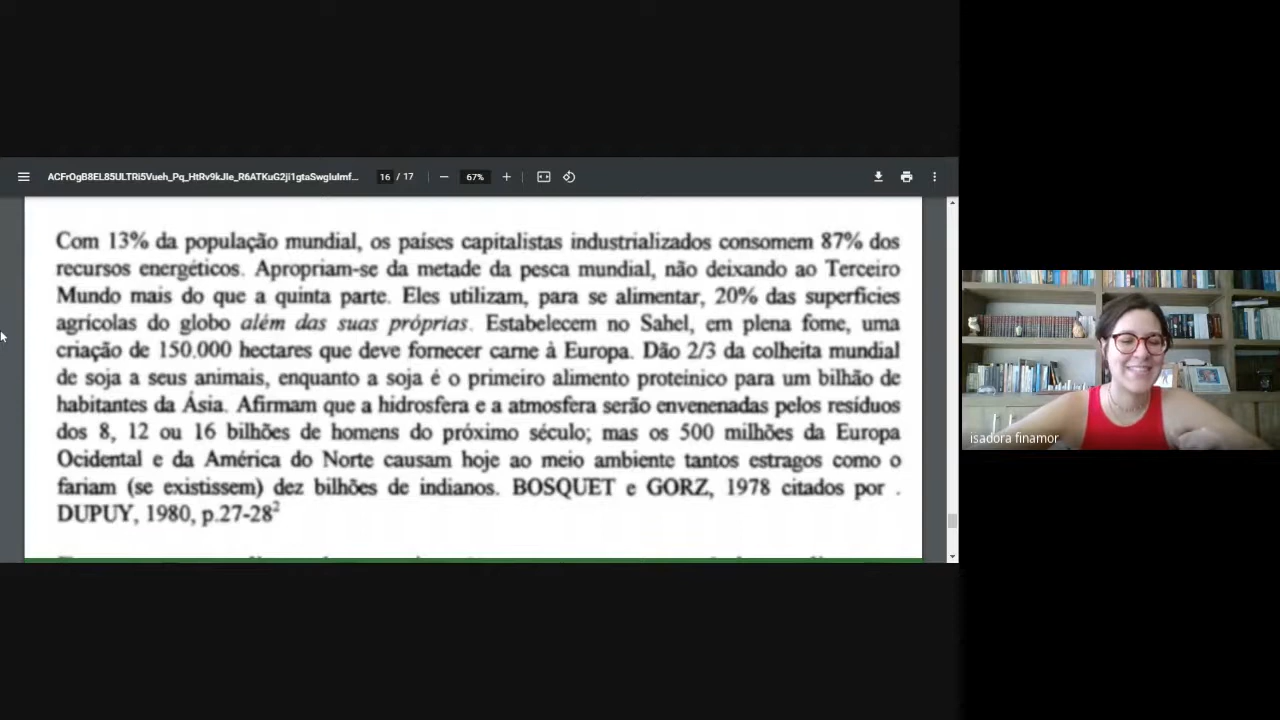 ACFrOgB8EL85ULTRi5Vueh_Pq_HtRv9kJIe_R6ATKuG2ji1gtaSwgluImf...
16 / 17
67%
Com 13% da população mundial, os países capitalistas industrializados consomem 87% dos
recursos energéticos. Apropriam-se da metade da pesca mundial, não deixando ao Terceiro
Mundo mais do que a quinta parte. Eles utilizam, para se alimentar, 20% das superfícies
agrícolas do globo além das suas próprias. Estabelecem no Sahel, em plena fome, uma
criação de 150.000 hectares que deve fornecer carne à Europa. Dão 2/3 da colheita mundial
de soja a seus animais, enquanto a soja é o primeiro alimento proteínico para um bilhão de
habitantes da Ásia. Afirmam que a hidrosfera e a atmosfera serão envenenadas pelos resíduos
dos 8, 12 ou 16 bilhões de homens do próximo século; mas os 500 milhões da Europa
Ocidental e da América do Norte causam hoje ao meio ambiente tantos estragos como o
fariam (se existissem) dez bilhões de indianos. BOSQUET e GORZ, 1978 citados por .
DUPUY, 1980, p.27-28²
isadora finamor